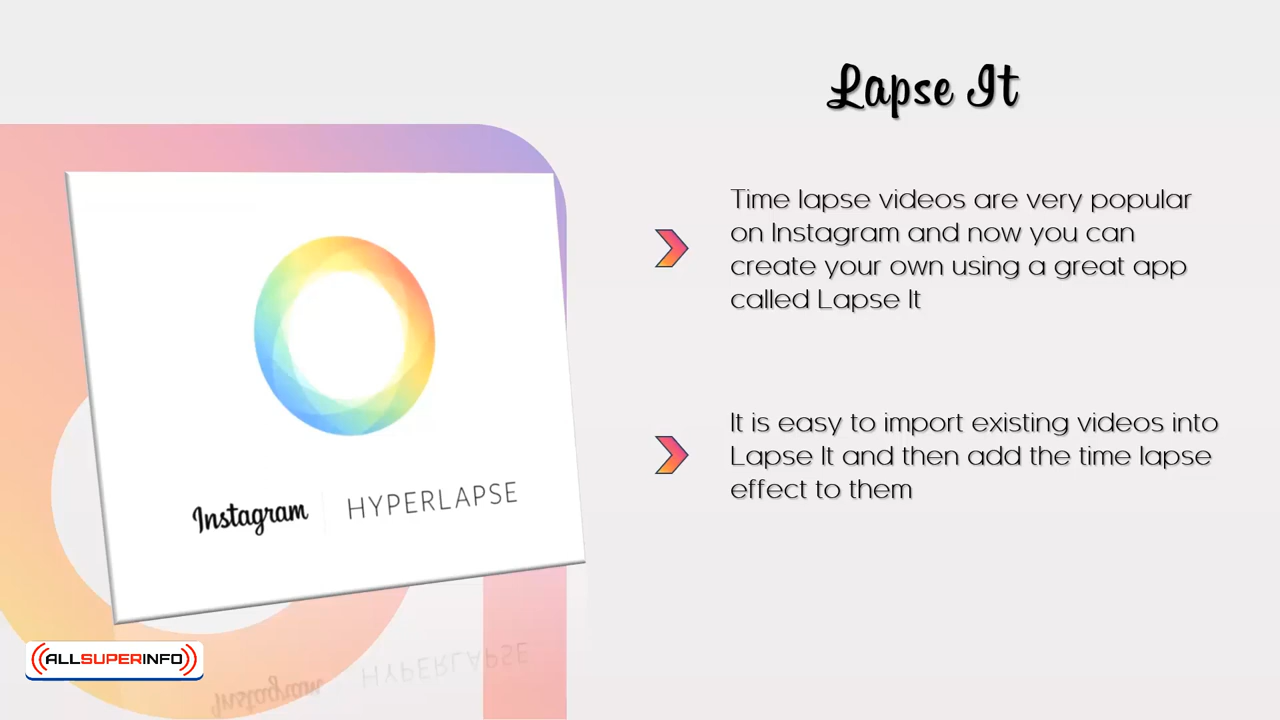 Lapse It
Time lapse videos are very popular
on Instagram and now you can
create your own using a great app
called Lapse It
It is easy to import existing videos into
Lapse It and then add the time lapse
effect to them
Instagram HYPERLAPSE
ALLSUPERINFO
Instagram HYPERLAPSE